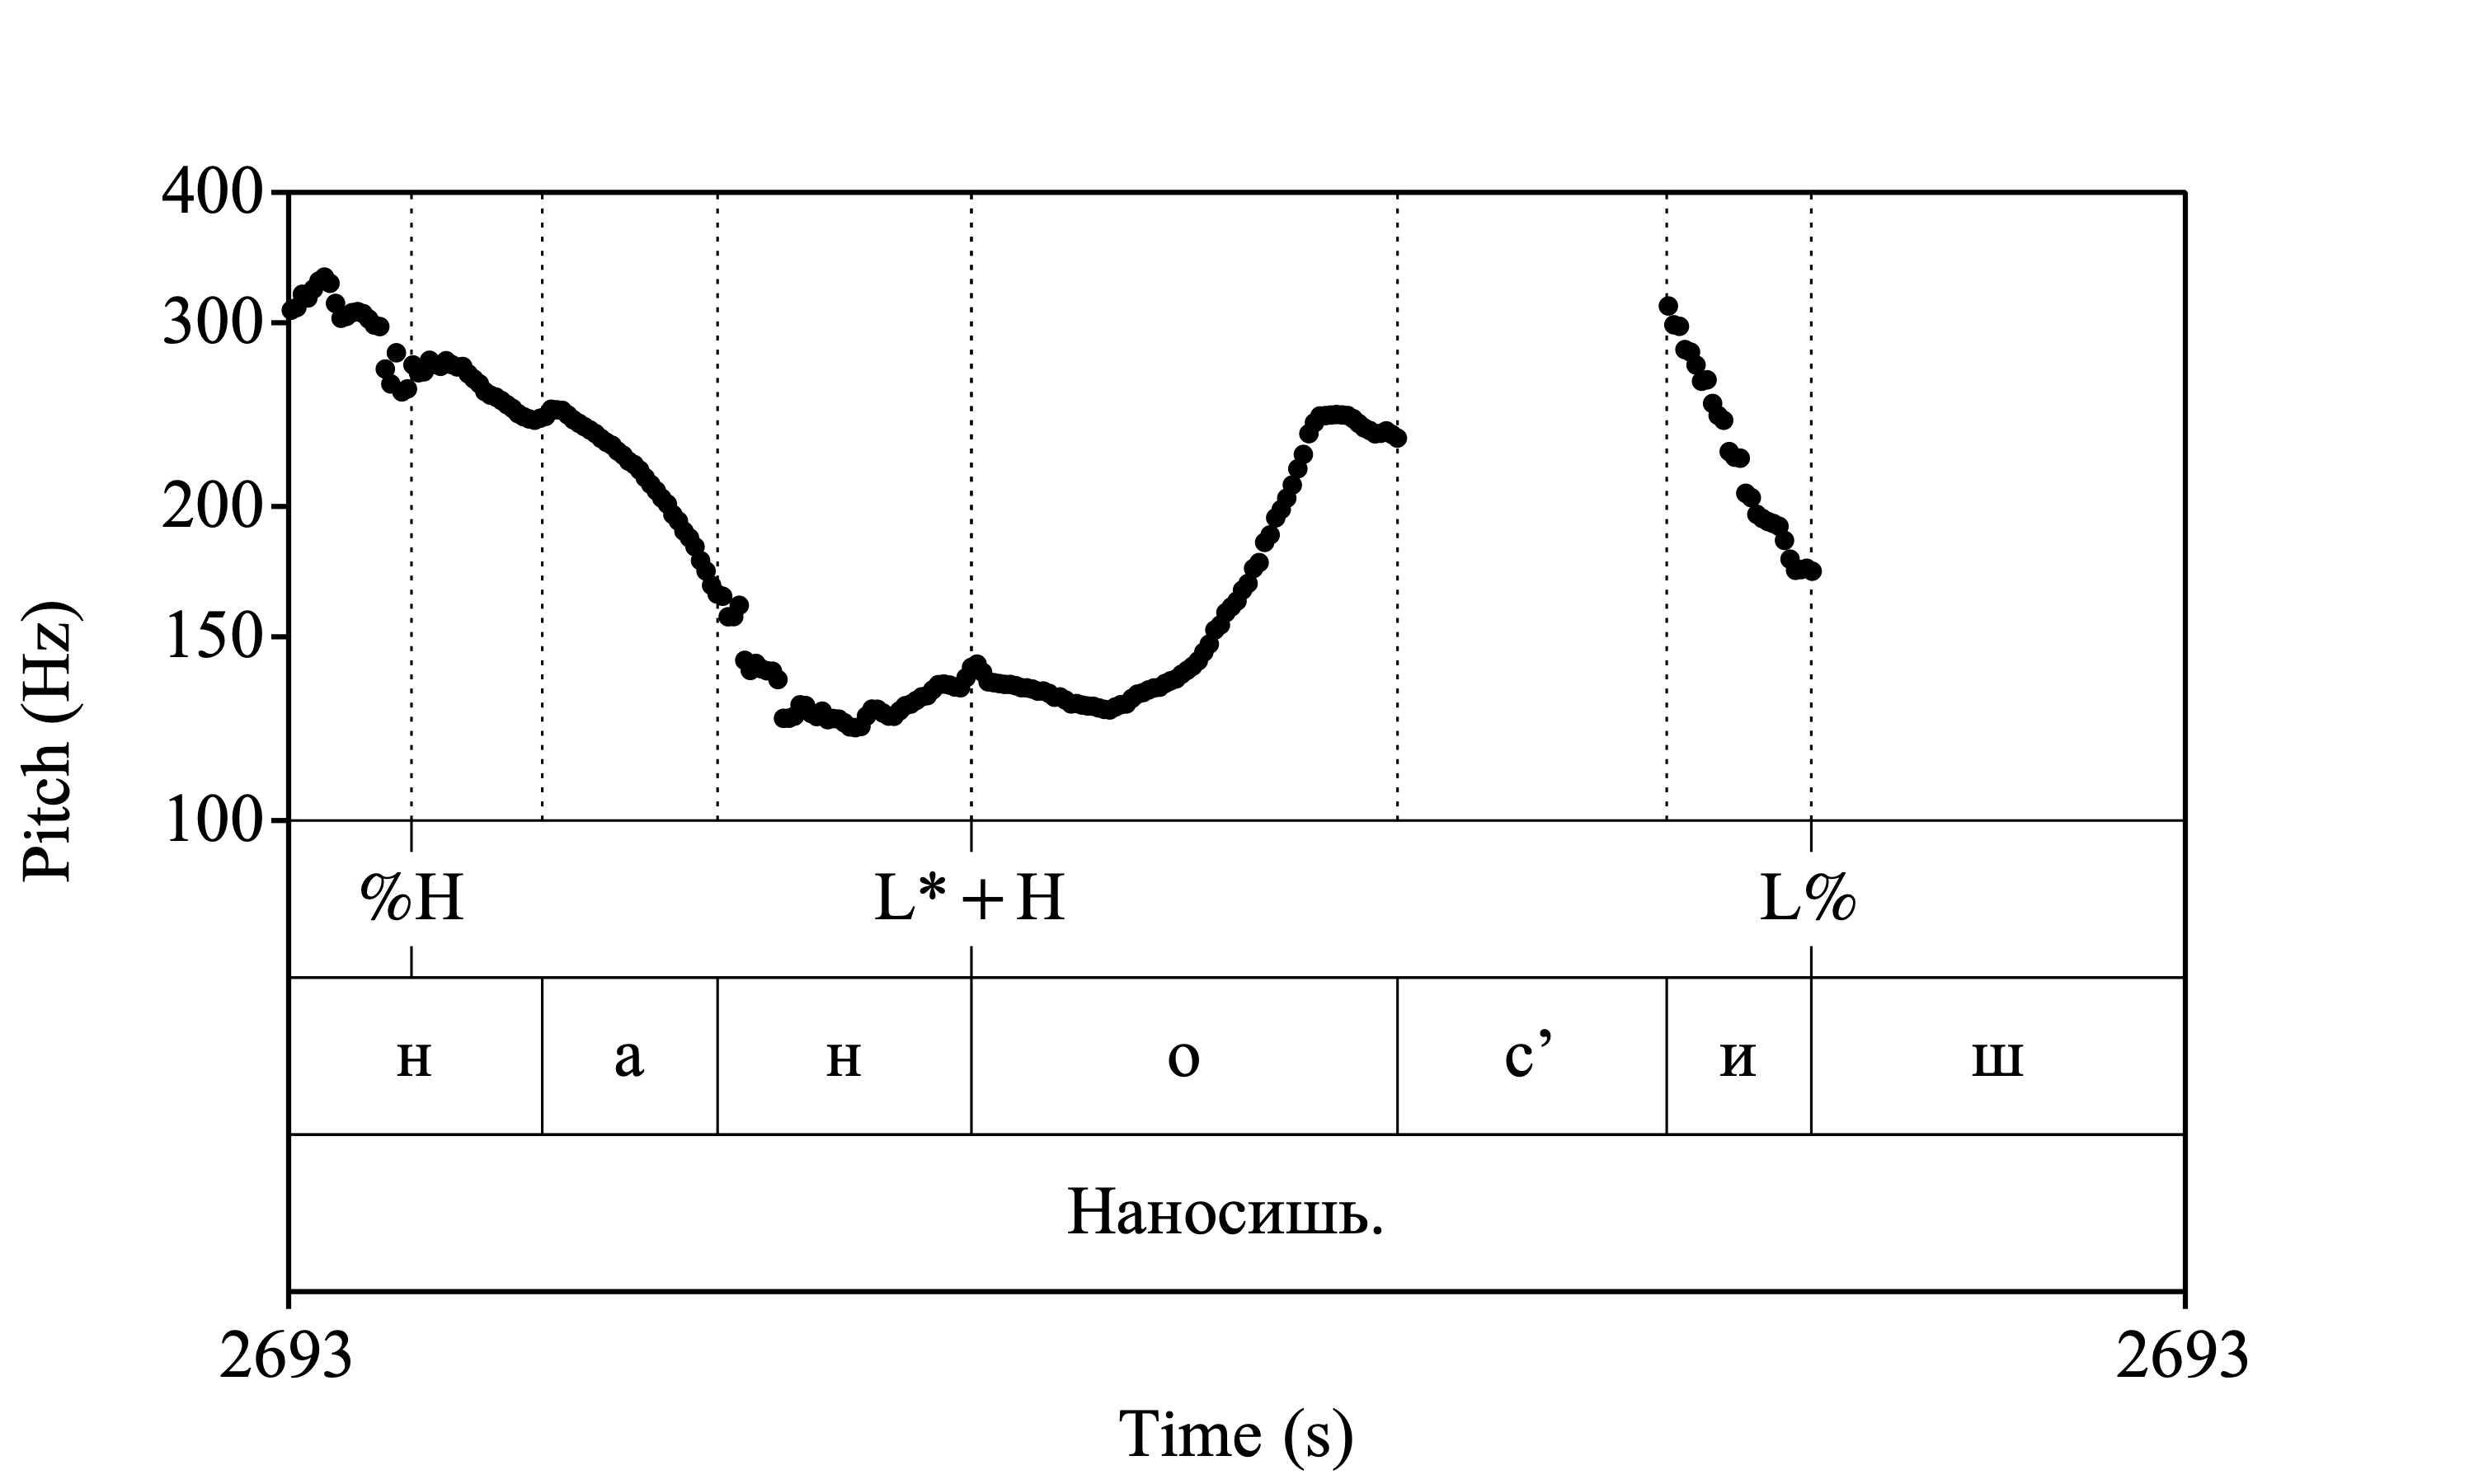 400
300
200
150
100
Pitch (Hz)
%H L*+H L%
н а н о с’ и ш
Наносишь.
2693 2693
Time (s)